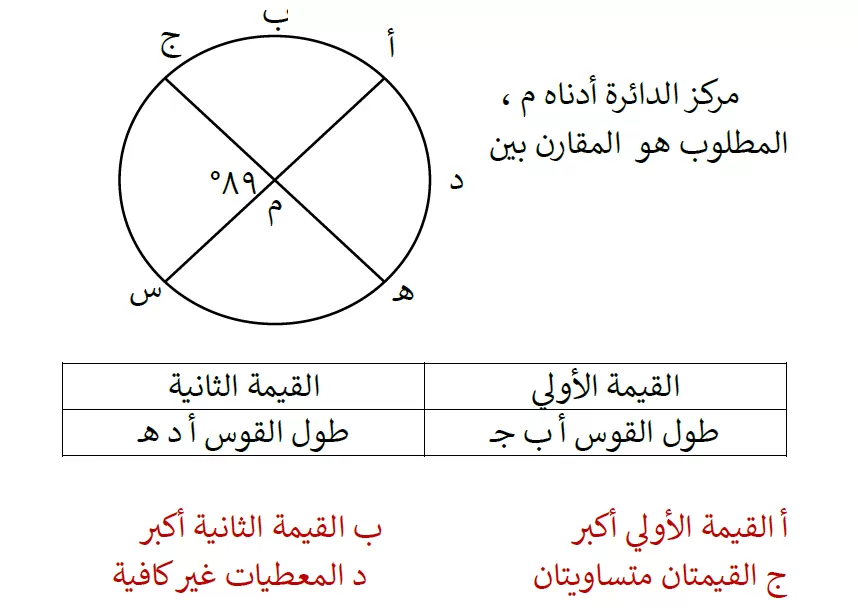 ب
ج
أ
مركز الدائرة أدناه م ،
المطلوب هو المقارن بين
د
٨٩°
م
س
هـ
القيمة الأولي
القيمة الثانية
طول القوس أ ب جـ
طول القوس أ د هـ
أ القيمة الأولي أكبر
ب القيمة الثانية أكبر
ج القيمتان متساويتان
د المعطيات غير كافية